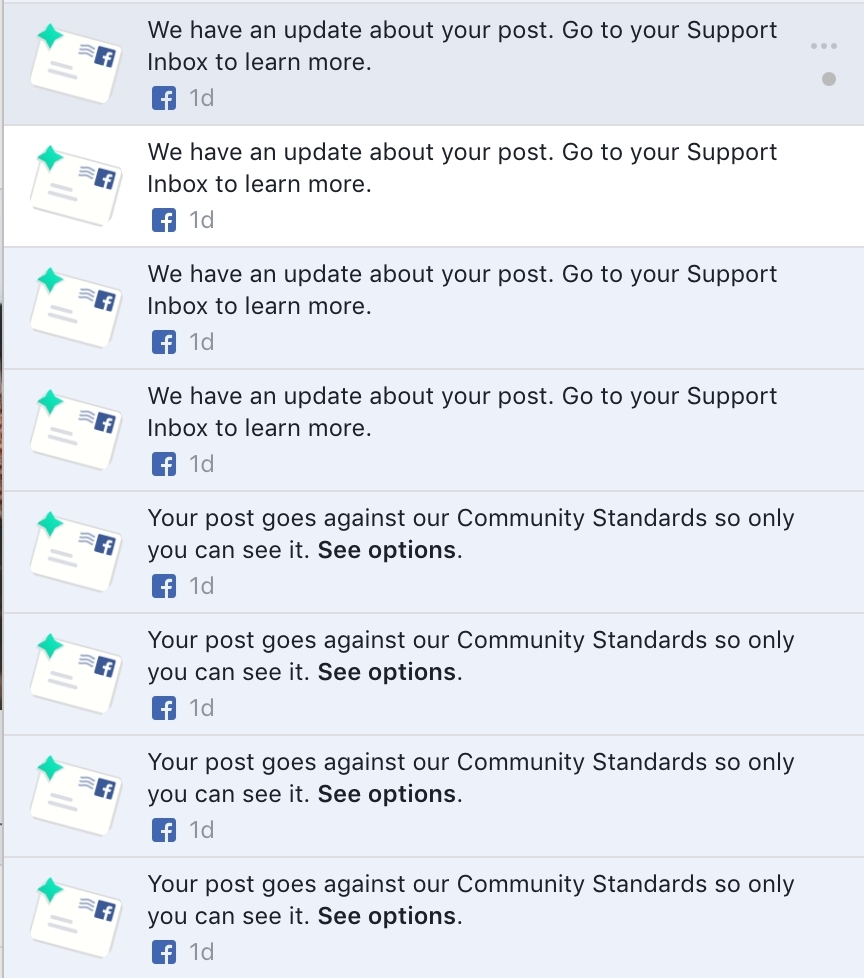 We have an update about your post. Go to your Support
Inbox to learn more.
1d
We have an update about your post. Go to your Support
Inbox to learn more.
1d
We have an update about your post. Go to your Support
Inbox to learn more.
1d
We have an update about your post. Go to your Support
Inbox to learn more.
1d
Your post goes against our Community Standards so only
you can see it. See options.
1d
Your post goes against our Community Standards so only
you can see it. See options.
1d
Your post goes against our Community Standards so only
you can see it. See options.
1d
Your post goes against our Community Standards so only
you can see it. See options.
1d